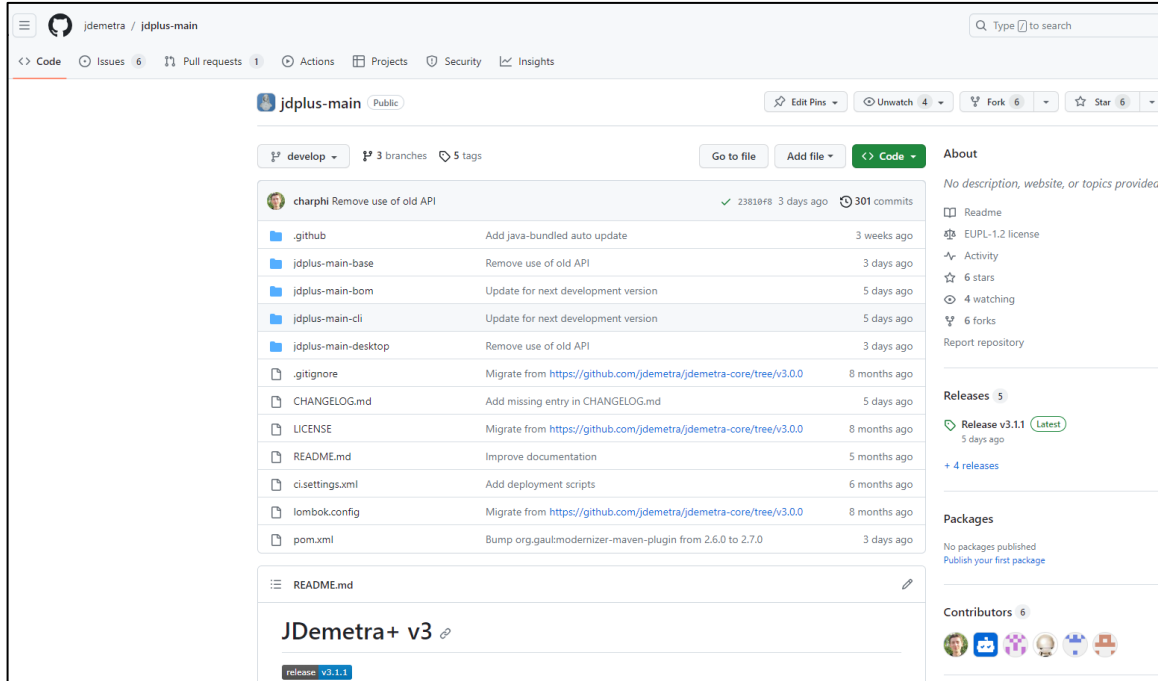 jdemetra / jdplus-main
Type / to search
Code Issues 6 Pull requests 1 Actions Projects Security Insights
jdplus-main Public Edit Pins Unwatch 4 Fork 6 Star 6
develop 3 branches 5 tags Go to file Add file Code
charphi Remove use of old API 23810f8 3 days ago 301 commits
.github Add java-bundled auto update 3 weeks ago
jdplus-main-base Remove use of old API 3 days ago
jdplus-main-bom Update for next development version 5 days ago
jdplus-main-cli Update for next development version 5 days ago
jdplus-main-desktop Remove use of old API 3 days ago
.gitignore Migrate from https://github.com/jdemetra/jdemetra-core/tree/v3.0.0 8 months ago
CHANGELOG.md Add missing entry in CHANGELOG.md 5 days ago
LICENSE Migrate from https://github.com/jdemetra/jdemetra-core/tree/v3.0.0 8 months ago
README.md Improve documentation 5 months ago
ci.settings.xml Add deployment scripts 6 months ago
lombok.config Migrate from https://github.com/jdemetra/jdemetra-core/tree/v3.0.0 8 months ago
pom.xml Bump org.gaul:modernizer-maven-plugin from 2.6.0 to 2.7.0 3 days ago
README.md
JDemetra+ v3
release v3.1.1
About
No description, website, or topics provided
Readme
EUPL-1.2 license
Activity
6 stars
4 watching
6 forks
Report repository
Releases 5
Release v3.1.1 Latest
5 days ago
+ 4 releases
Packages
No packages published
Publish your first package
Contributors 6